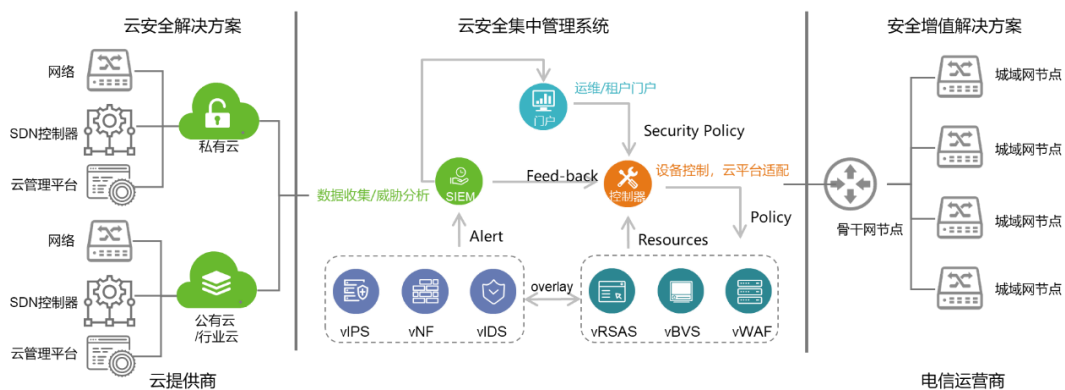 云安全解决方案
云安全集中管理系统
安全增值解决方案
网络
SDN控制器
云管理平台
私有云
网络
SDN控制器
云管理平台
公有云
/行业云
云提供商
运维/租户门户
门户
Security Policy
数据收集/威胁分析
SIEM
Feed-back
控制器
设备控制，云平台适配
Alert
Resources
Policy
vIPS
vNF
vIDS
overlay
vRSAS
vBVS
vWAF
骨干网节点
城域网节点
城域网节点
城域网节点
城域网节点
电信运营商